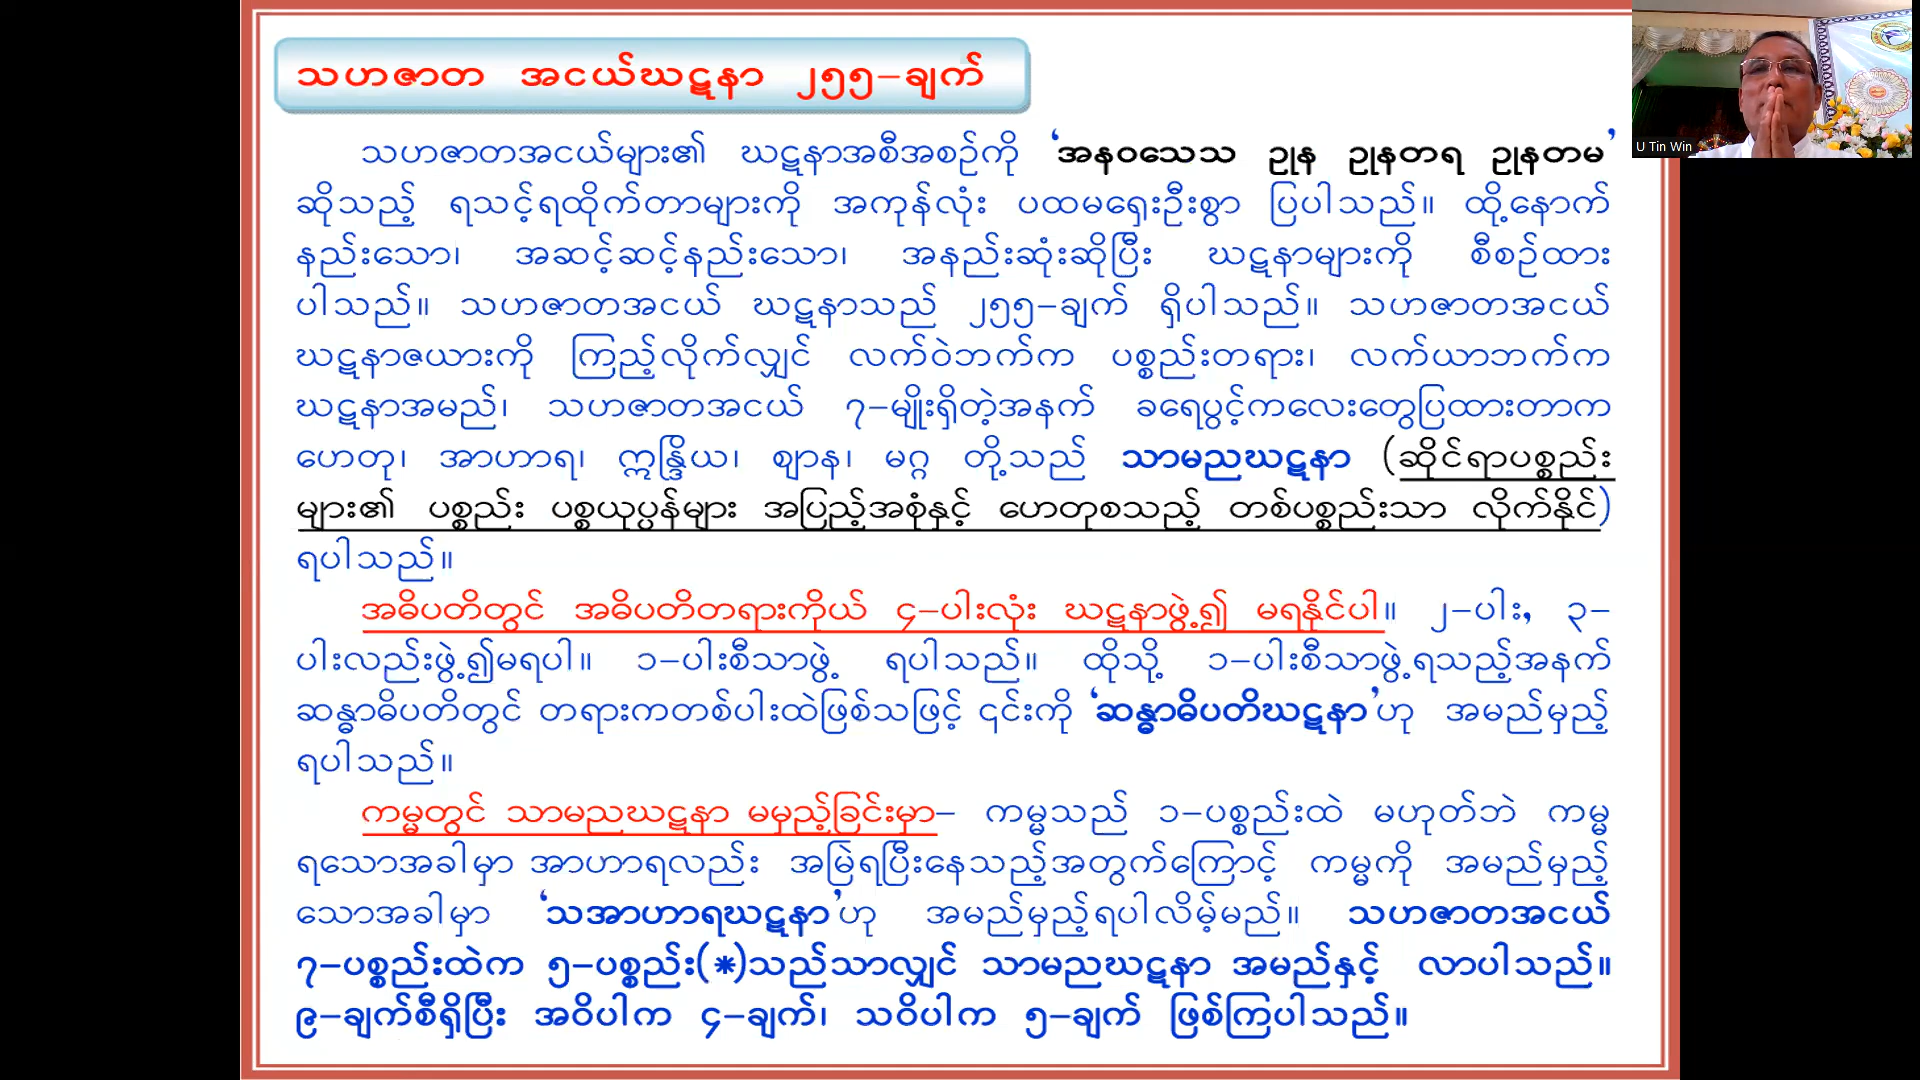 သဟဇာတ အငယ်ဃဋနာ ၂၅၅-ချက်
သဟဇာတအငယ်များ၏ ဃဋနာအစီအစဉ်ကို ‘အနဝသေသ ဥုန ဥုနတရ ဥုနတမ’
ဆိုသည့် ရသင့်ရထိုက်တာများကို အကုန်လုံး ပထမရှေးဦးစွာ ပြပါသည်။ ထို့နောက်
နည်းသော၊ အဆင့်ဆင့်နည်းသော၊ အနည်းဆုံးဆိုပြီး ဃဋနာများကို စီစဉ်ထား
ပါသည်။ သဟဇာတအငယ် ဃဋနာသည် ၂၅၅-ချက် ရှိပါသည်။ သဟဇာတအငယ်
ဃဋနာဇယားကို ကြည့်လိုက်လျှင် လက်ဝဲဘက်က ပစ္စည်းတရား၊ လက်ယာဘက်က
ဃဋနာအမည်၊ သဟဇာတအငယ် ၇-မျိုးရှိတဲ့အနက် ခရေပွင့်ကလေးတွေပြထားတာက
ဟေတု၊ အာဟာရ၊ ဣန္ဒြိယ၊ ဈာန၊ မဂ္ဂ တို့သည် သာမညဃဋနာ (ဆိုင်ရာပစ္စည်း
များ၏ ပစ္စည်း ပစ္စယုပ္ပန်များ အပြည့်အစုံနှင့် ဟေတုစသည့် တစ်ပစ္စည်းသာ လိုက်နိုင်)
ရပါသည်။
အဓိပတိတွင် အဓိပတိတရားကိုယ် ၄-ပါးလုံး ဃဋနာဖွဲ့၍ မရနိုင်ပါ။ ၂-ပါး, ၃-
ပါးလည်းဖွဲ့၍မရပါ။ ၁-ပါးစီသာဖွဲ့ ရပါသည်။ ထိုသို့ ၁-ပါးစီသာဖွဲ့ရသည့်အနက်
ဆန္ဒာဓိပတိတွင် တရားကတစ်ပါးထဲဖြစ်သဖြင့် ၎င်းကို ‘ဆန္ဒာဓိပတိဃဋနာ’ဟု အမည်မှည့်
ရပါသည်။
ကမ္မတွင် သာမညဃဋနာ မမှည့်ခြင်းမှာ- ကမ္မသည် ၁-ပစ္စည်းထဲ မဟုတ်ဘဲ ကမ္မ
ရသောအခါမှာ အာဟာရလည်း အမြဲရပြီးနေသည့်အတွက်ကြောင့် ကမ္မကို အမည်မှည့်
သောအခါမှာ ‘သအာဟာရဃဋနာ’ဟု အမည်မှည့်ရပါလိမ့်မည်။ သဟဇာတအငယ်
၇-ပစ္စည်းထဲက ၅-ပစ္စည်း(*)သည်သာလျှင် သာမညဃဋနာ အမည်နှင့် လာပါသည်။
၉-ချက်စီရှိပြီး အဝိပါက ၄-ချက်၊ သဝိပါက ၅-ချက် ဖြစ်ကြပါသည်။
U Tin Win